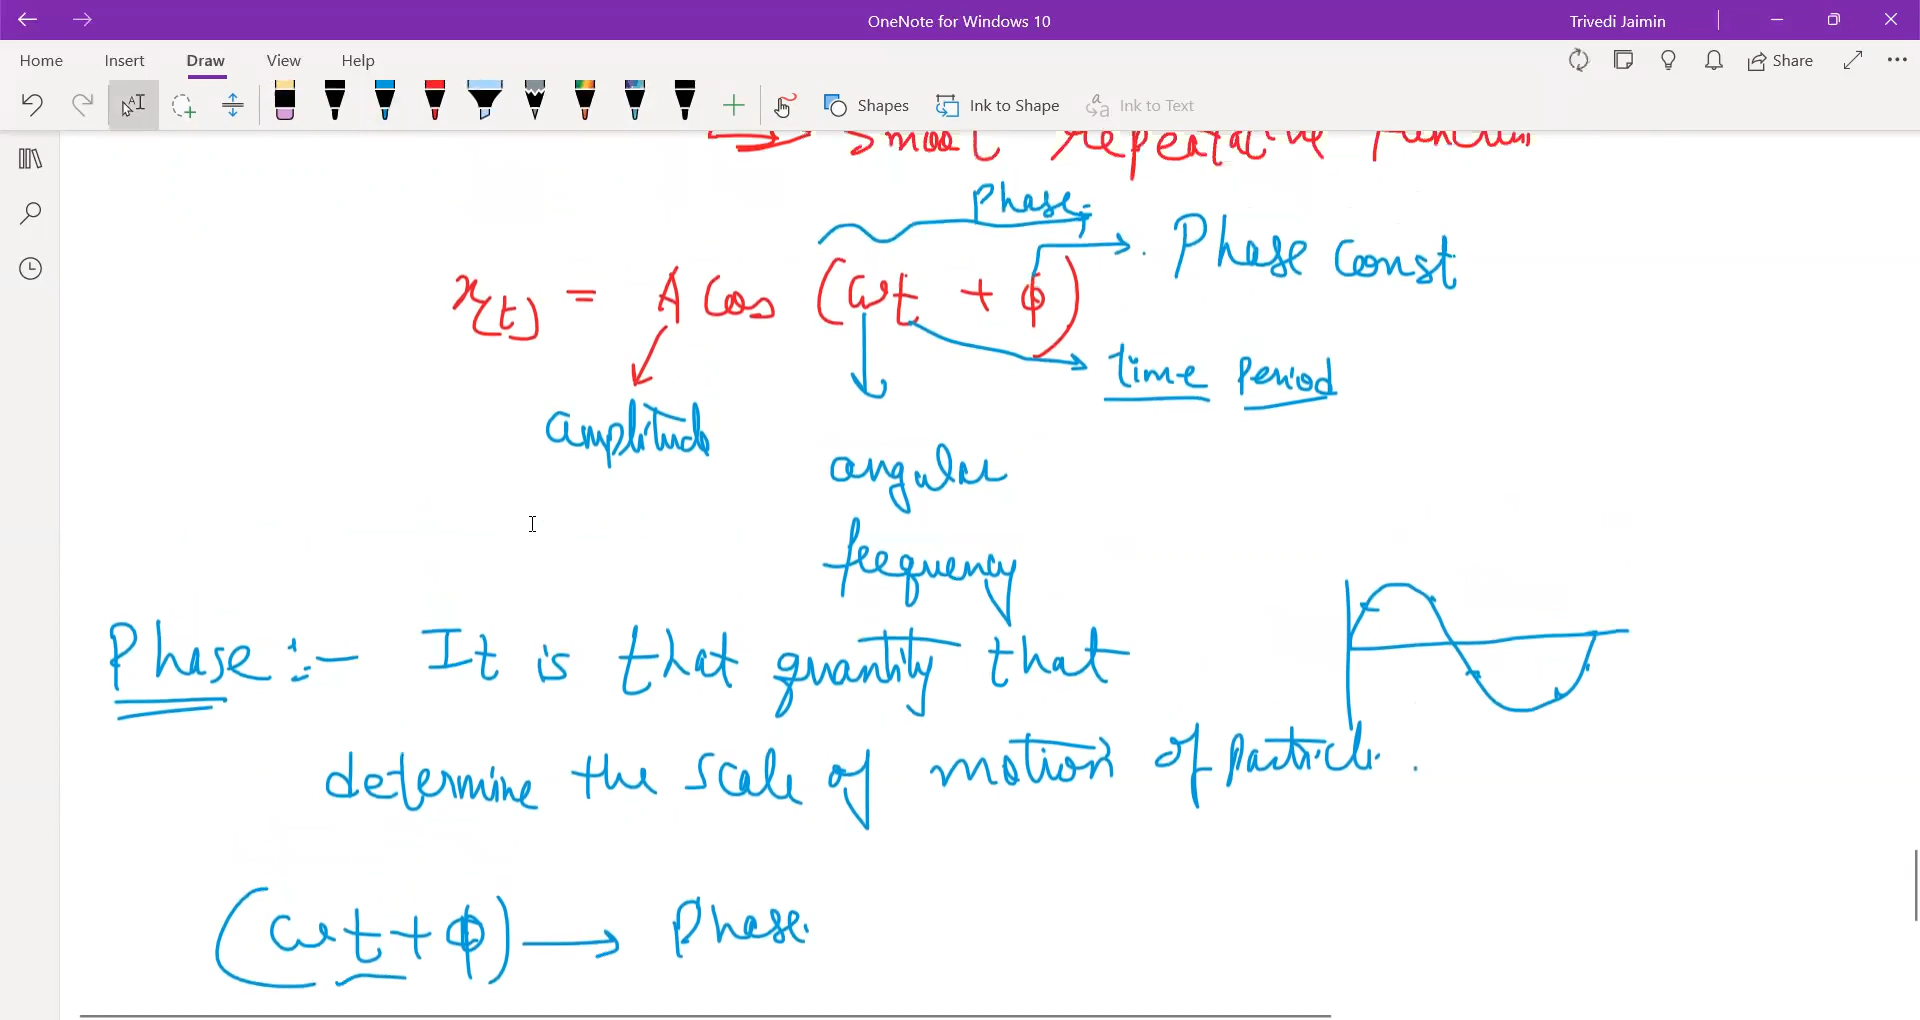 OneNote for Windows 10
Trivedi Jaimin
Home Insert Draw View Help
Share
Shapes Ink to Shape Ink to Text
Small repeatative
Phase
Phase Const
x(t) = A Cos (ωt + ϕ)
time Period
amplitude
angular
frequency
Phase :- It is that quantity that
determine the scale of motion of particle.
(ωt + ϕ) → Phase.